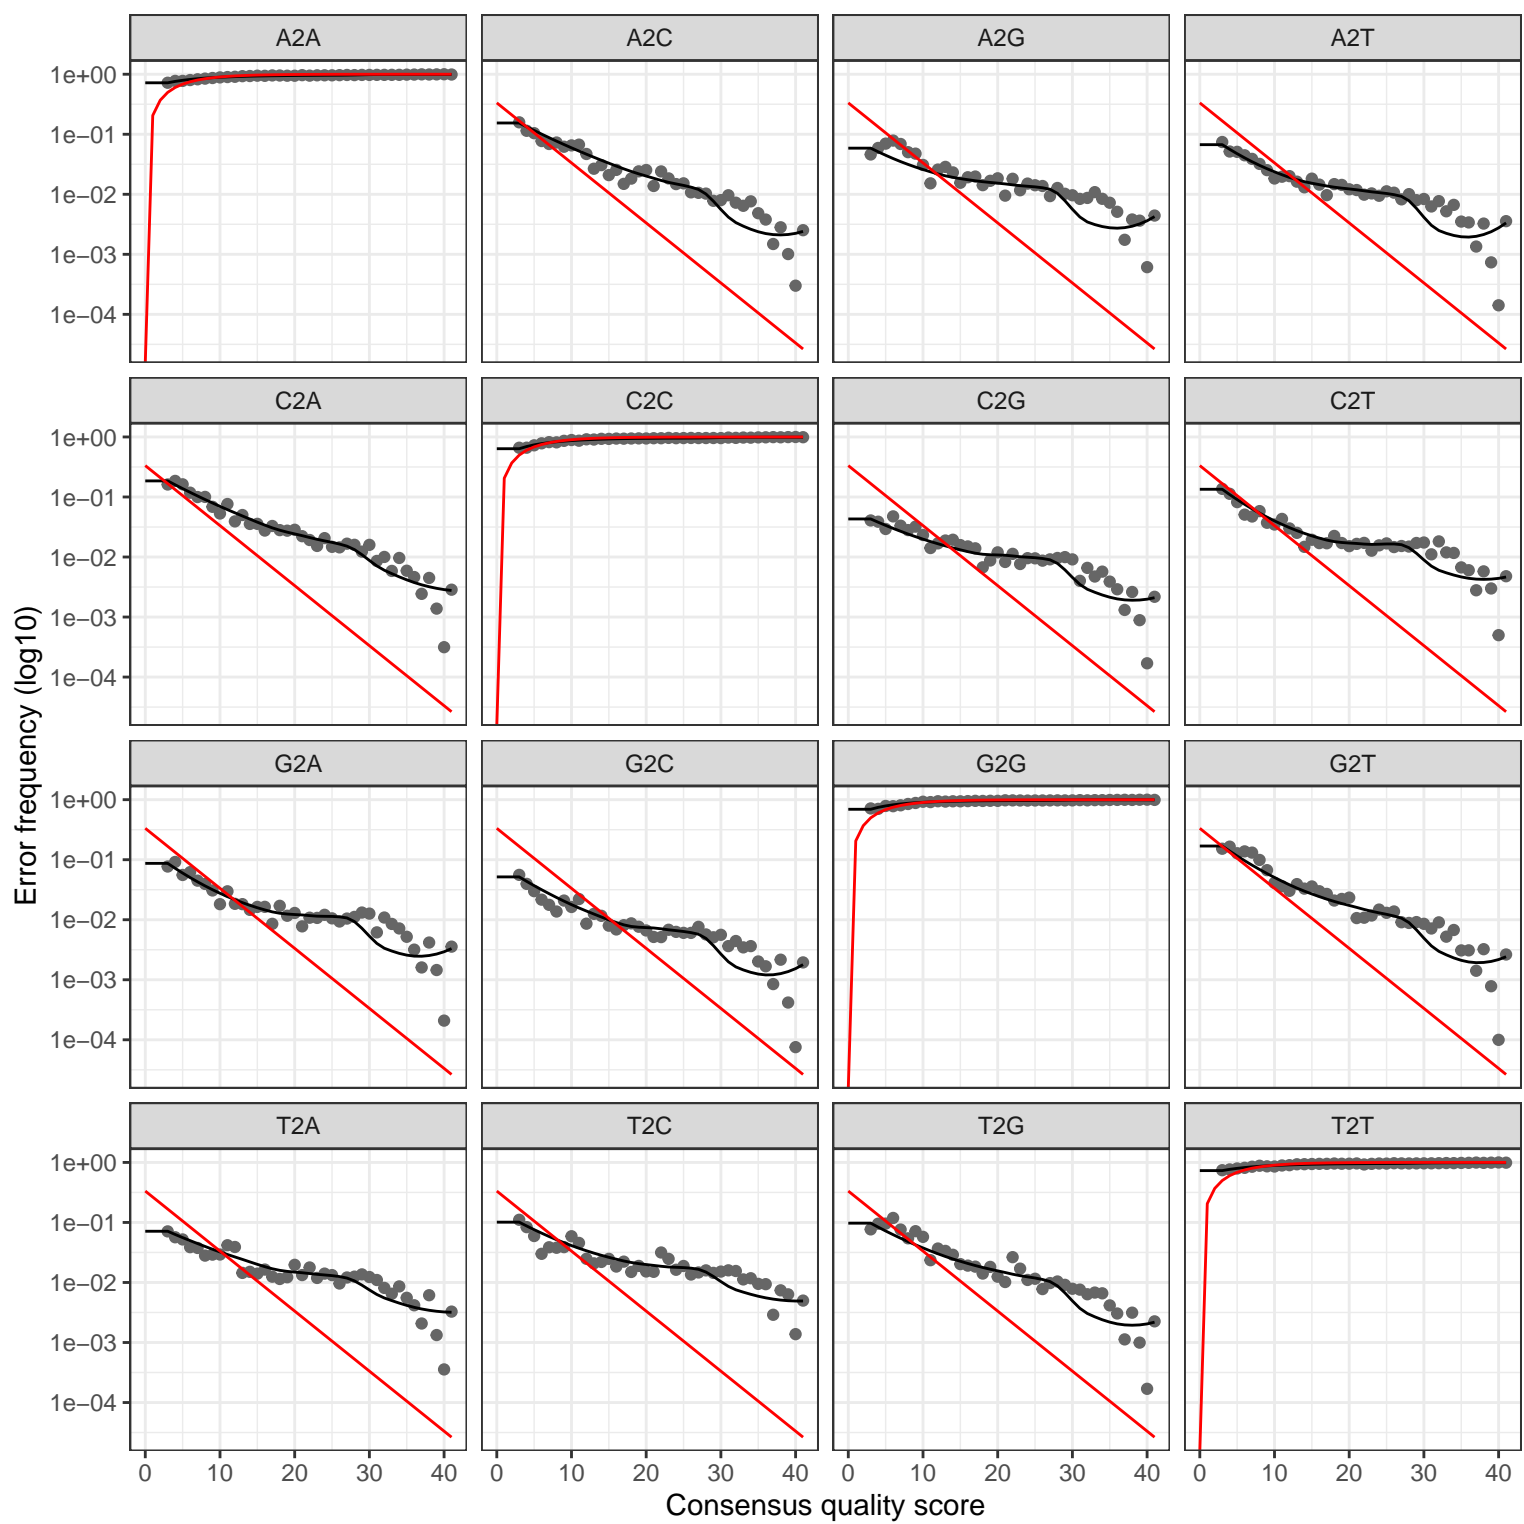 A2A A2C A2G A2T
1e+00
1e−01
1e−02
1e−03
1e−04
C2A C2C C2G C2T
1e+00
1e−01
1e−02
1e−03
1e−04
G2A G2C G2G G2T
1e+00
1e−01
1e−02
1e−03
1e−04
T2A T2C T2G T2T
1e+00
1e−01
1e−02
1e−03
1e−04
0 10 20 30 40 0 10 20 30 40 0 10 20 30 40 0 10 20 30 40
Consensus quality score
Error frequency (log10)